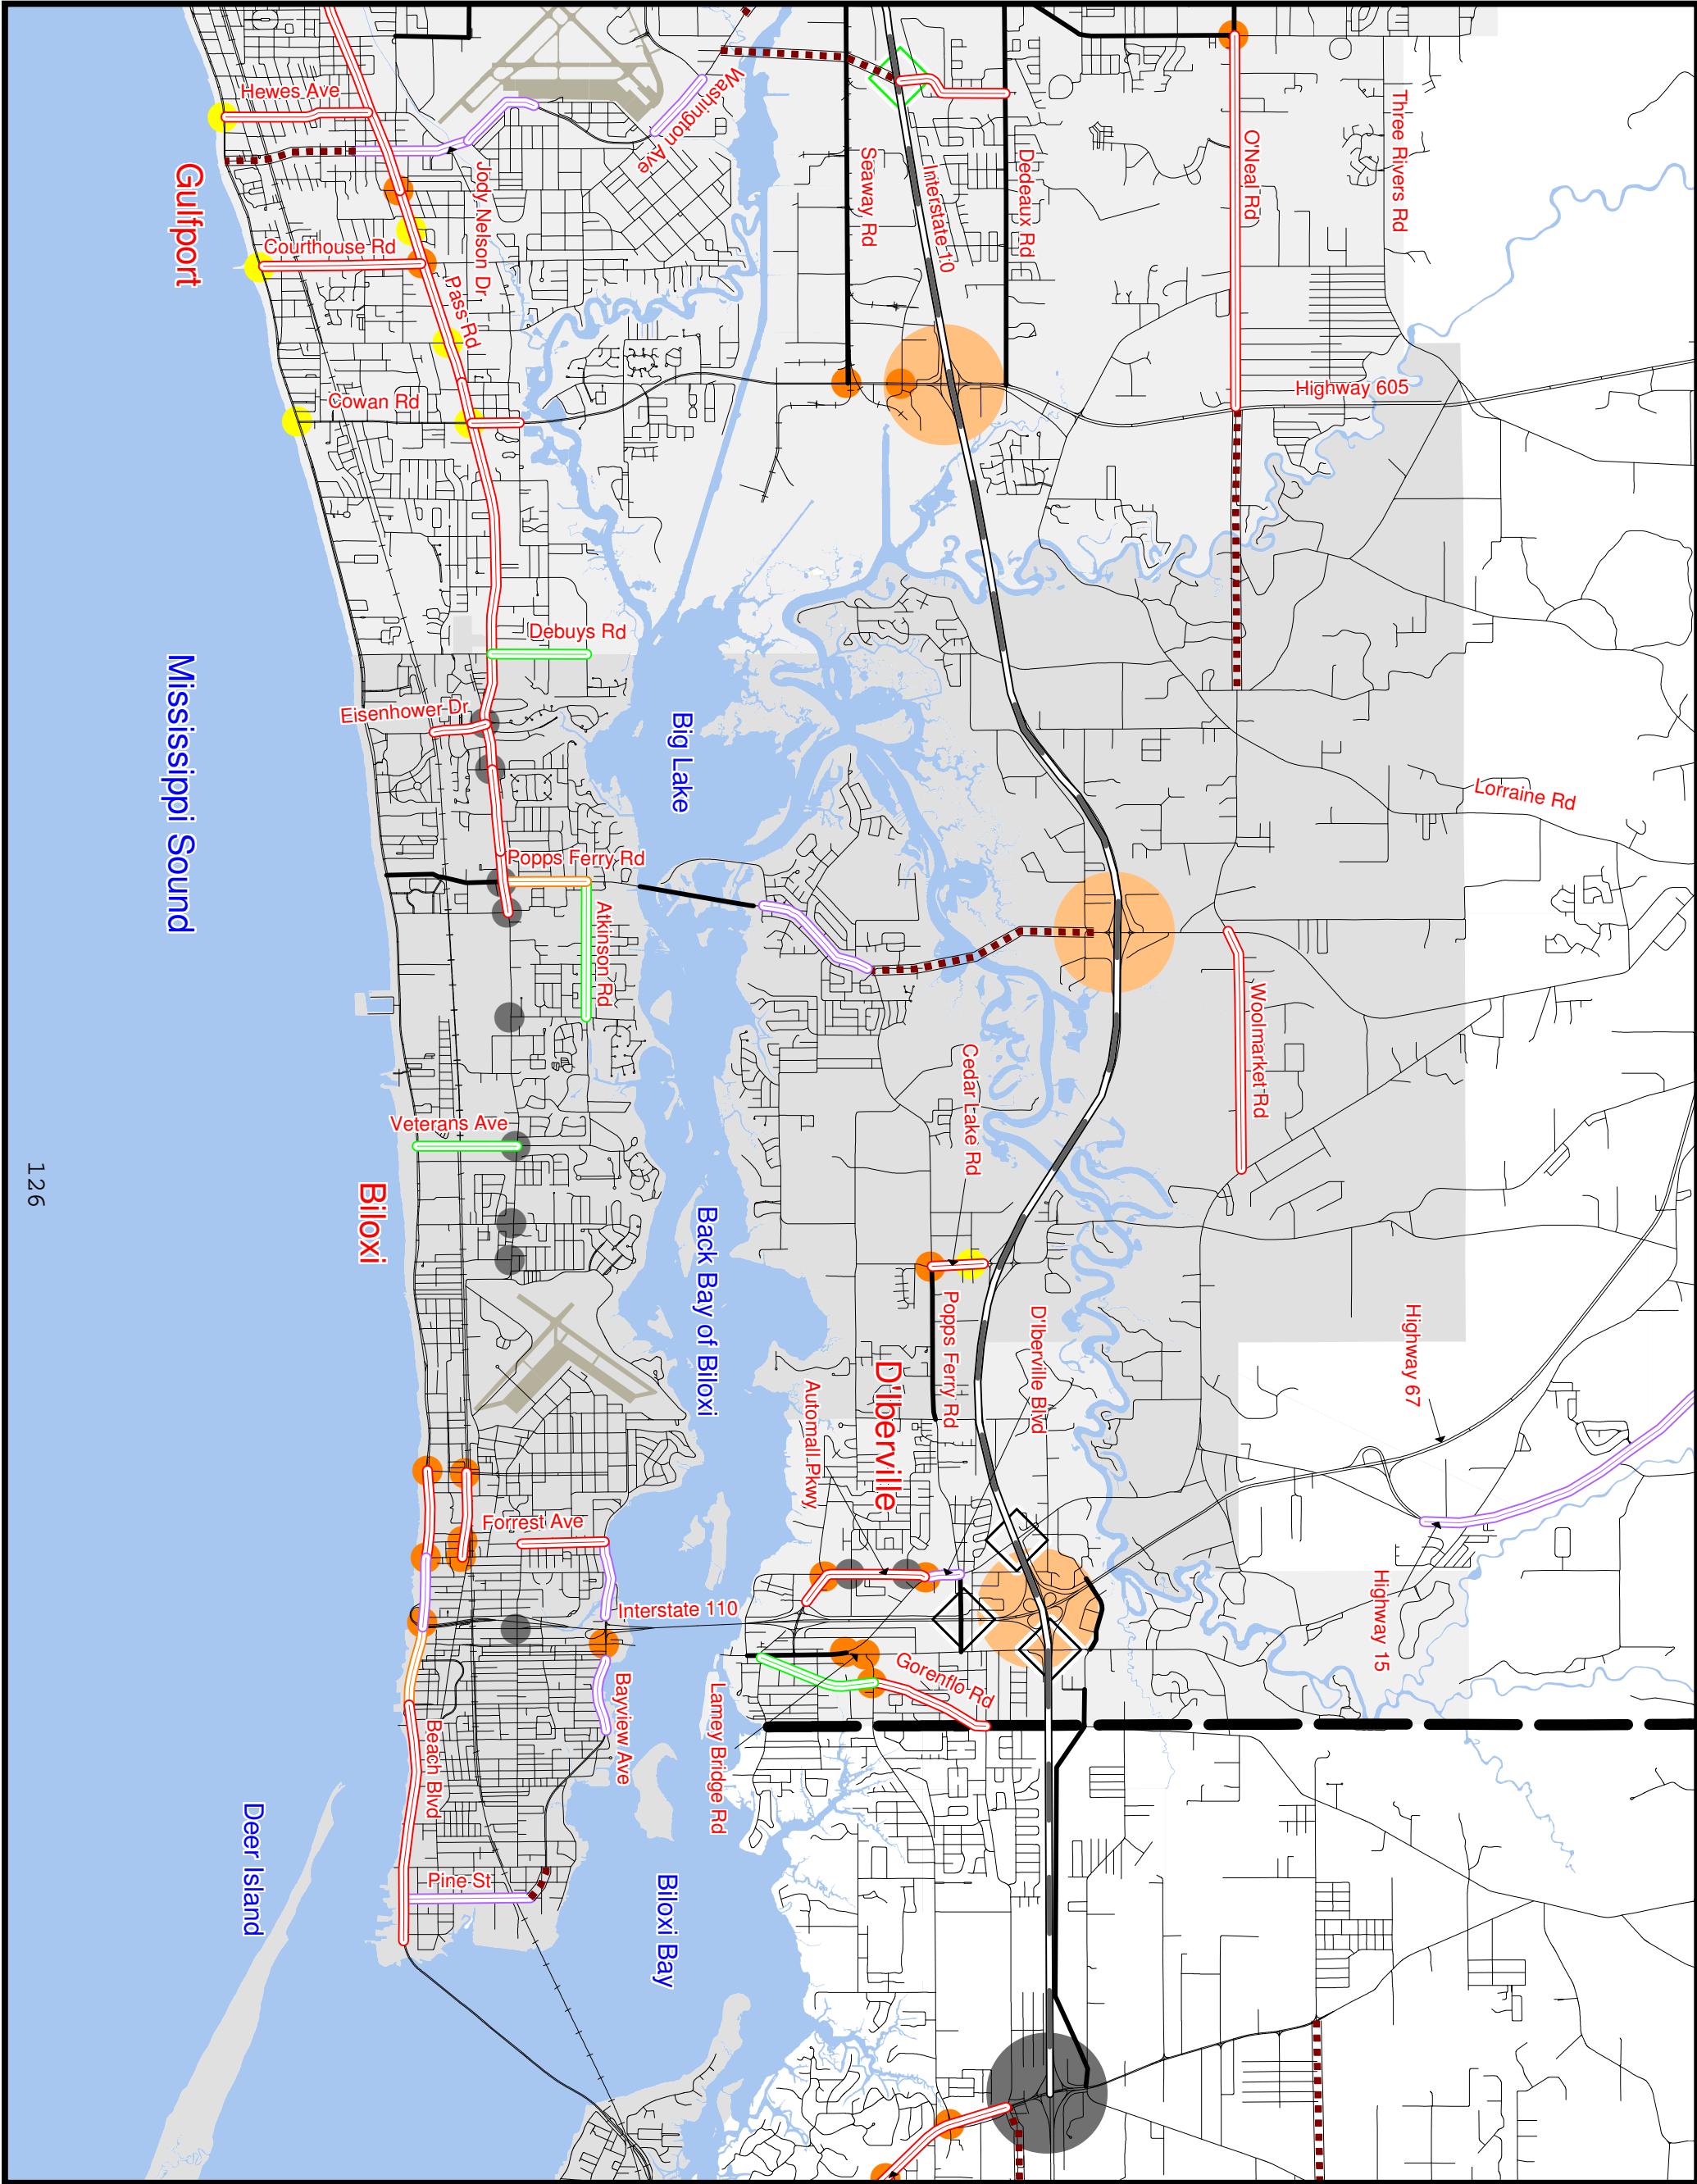 Three Rivers Rd
O'Neal Rd
Dedeaux Rd
Interstate 10
Seaway Rd
Washington Ave
Hewes Ave
Jody Nelson Dr
Gulfport
Courthouse Rd
Pass Rd
Cowan Rd
Highway 605
Debuys Rd
Eisenhower Dr
Big Lake
Mississippi Sound
Lorraine Rd
Popps Ferry Rd
Atkinson Rd
Woolmarket Rd
Cedar Lake Rd
Veterans Ave
Biloxi
Back Bay of Biloxi
126
Popps Ferry Rd
D'Iberville Blvd
Highway 67
D'Iberville
Automall Pkwy
Forrest Ave
Interstate 110
Highway 15
Gorenflo Rd
Bayview Ave
Lamey Bridge Rd
Beach Blvd
Deer Island
Pine St
Biloxi Bay